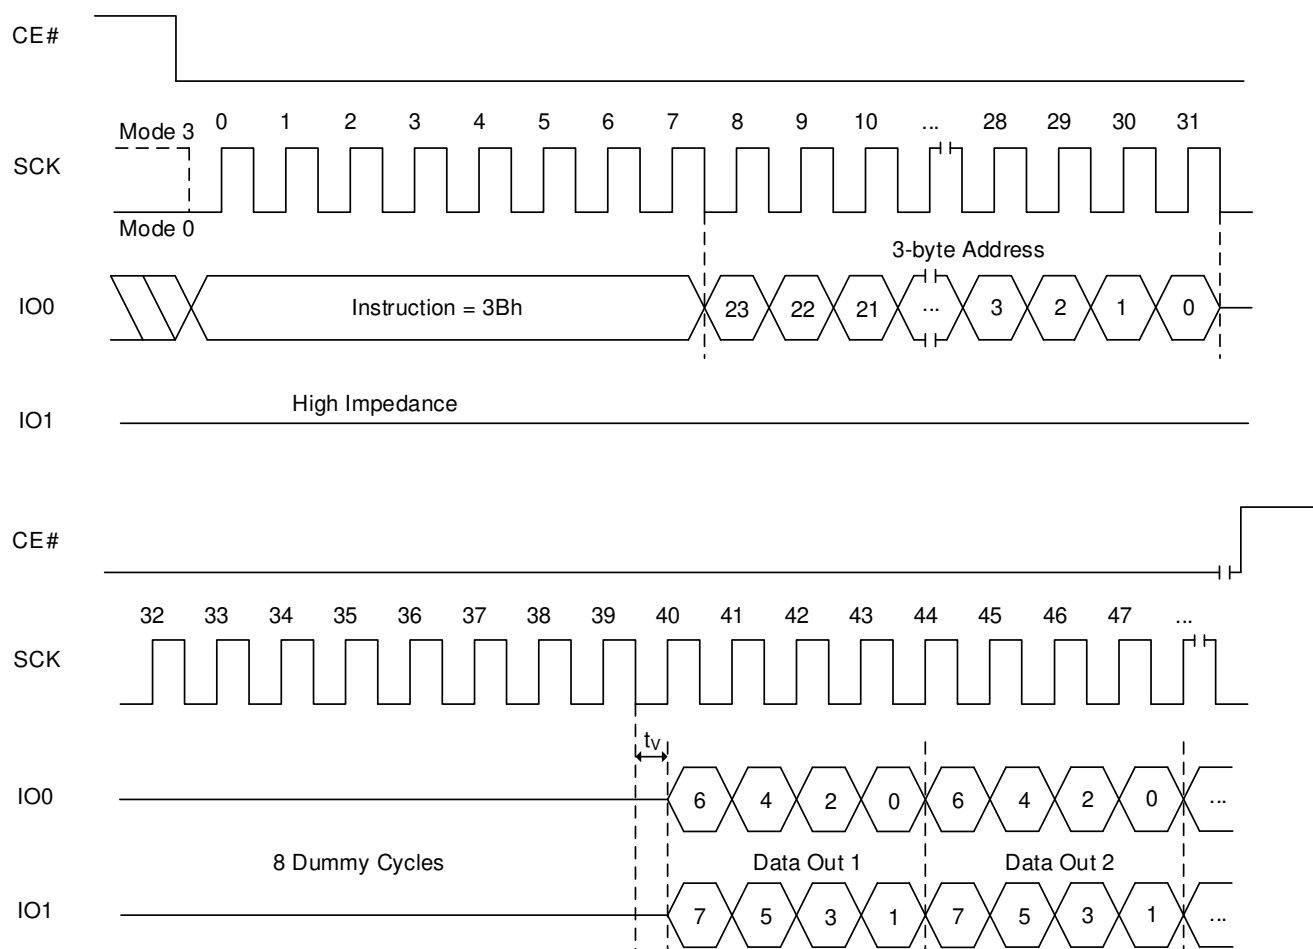 CE#
Mode 3 0 1 2 3 4 5 6 7 8 9 10 ... 28 29 30 31
SCK
Mode 0
3-byte Address
IO0 Instruction = 3Bh 23 22 21 ... 3 2 1 0
High Impedance
IO1
CE#
32 33 34 35 36 37 38 39 40 41 42 43 44 45 46 47 ...
SCK
tV
IO0 6 4 2 0 6 4 2 0 ...
8 Dummy Cycles Data Out 1 Data Out 2
IO1 7 5 3 1 7 5 3 1 ...